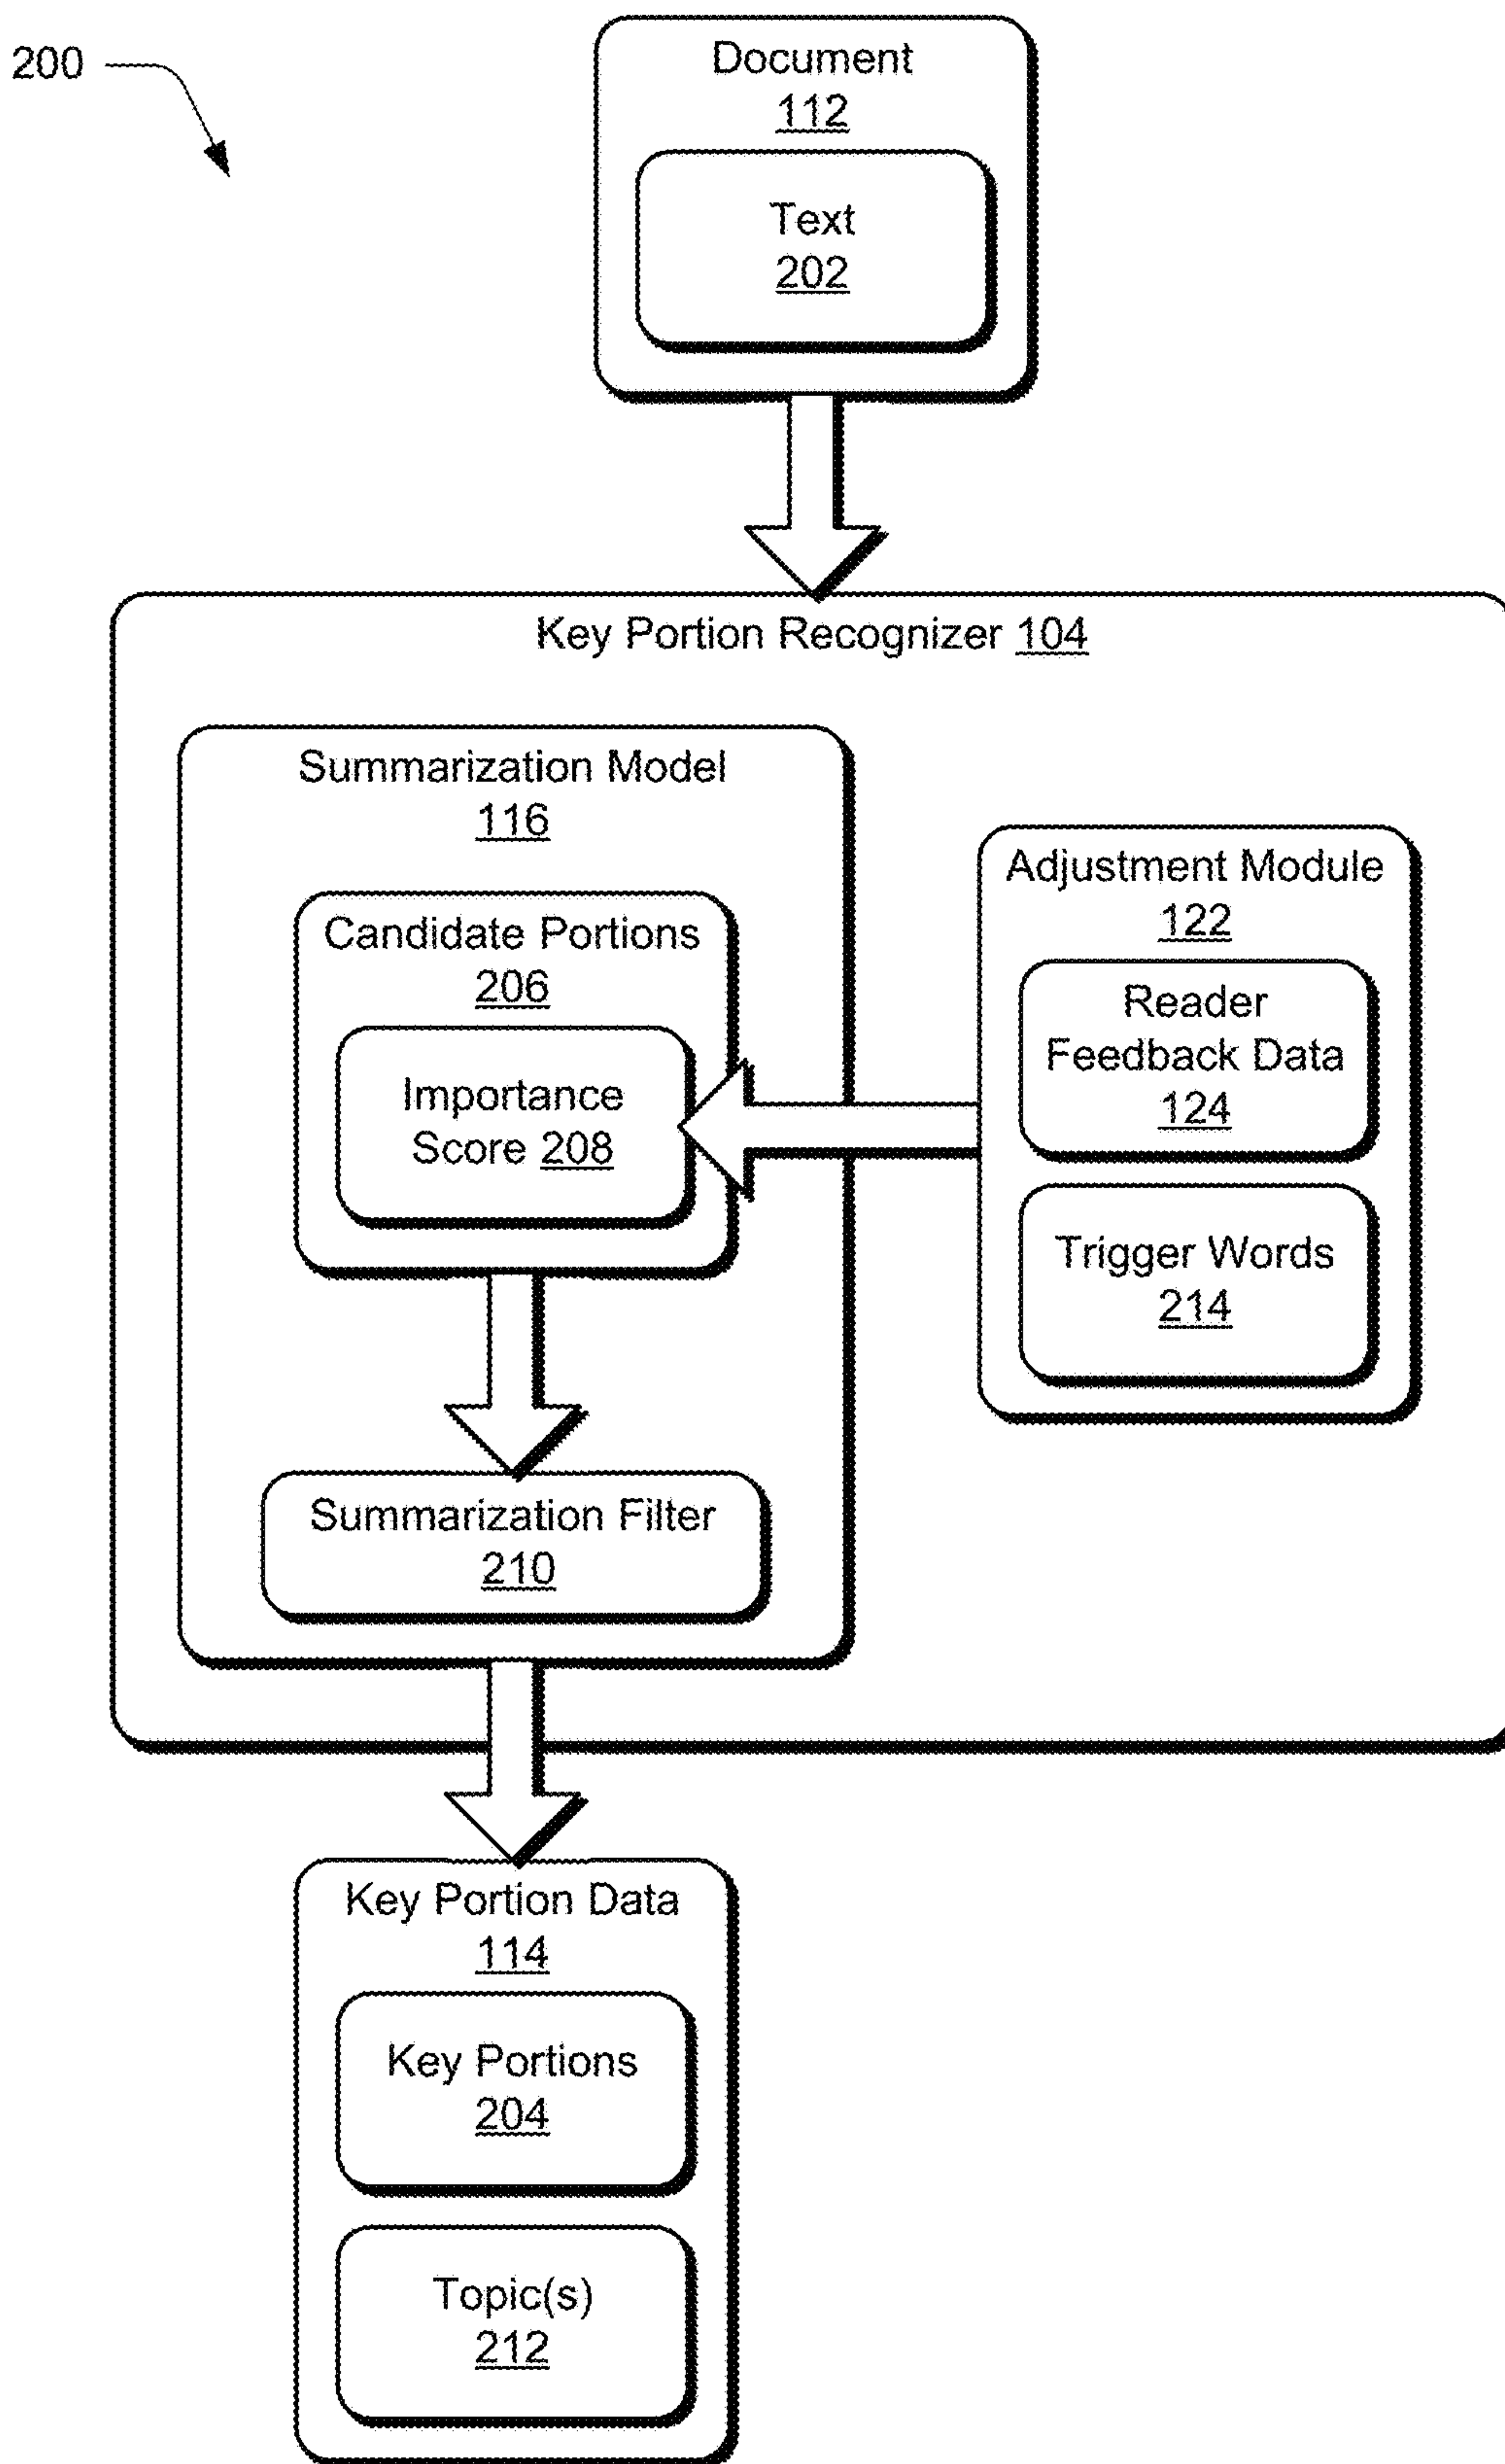 200
Document
112
Text
202
Key Portion Recognizer 104
Summarization Model
116
Candidate Portions
206
Importance
Score 208
Adjustment Module
122
Reader
Feedback Data
124
Trigger Words
214
Summarization Filter
210
Key Portion Data
114
Key Portions
204
Topic(s)
212